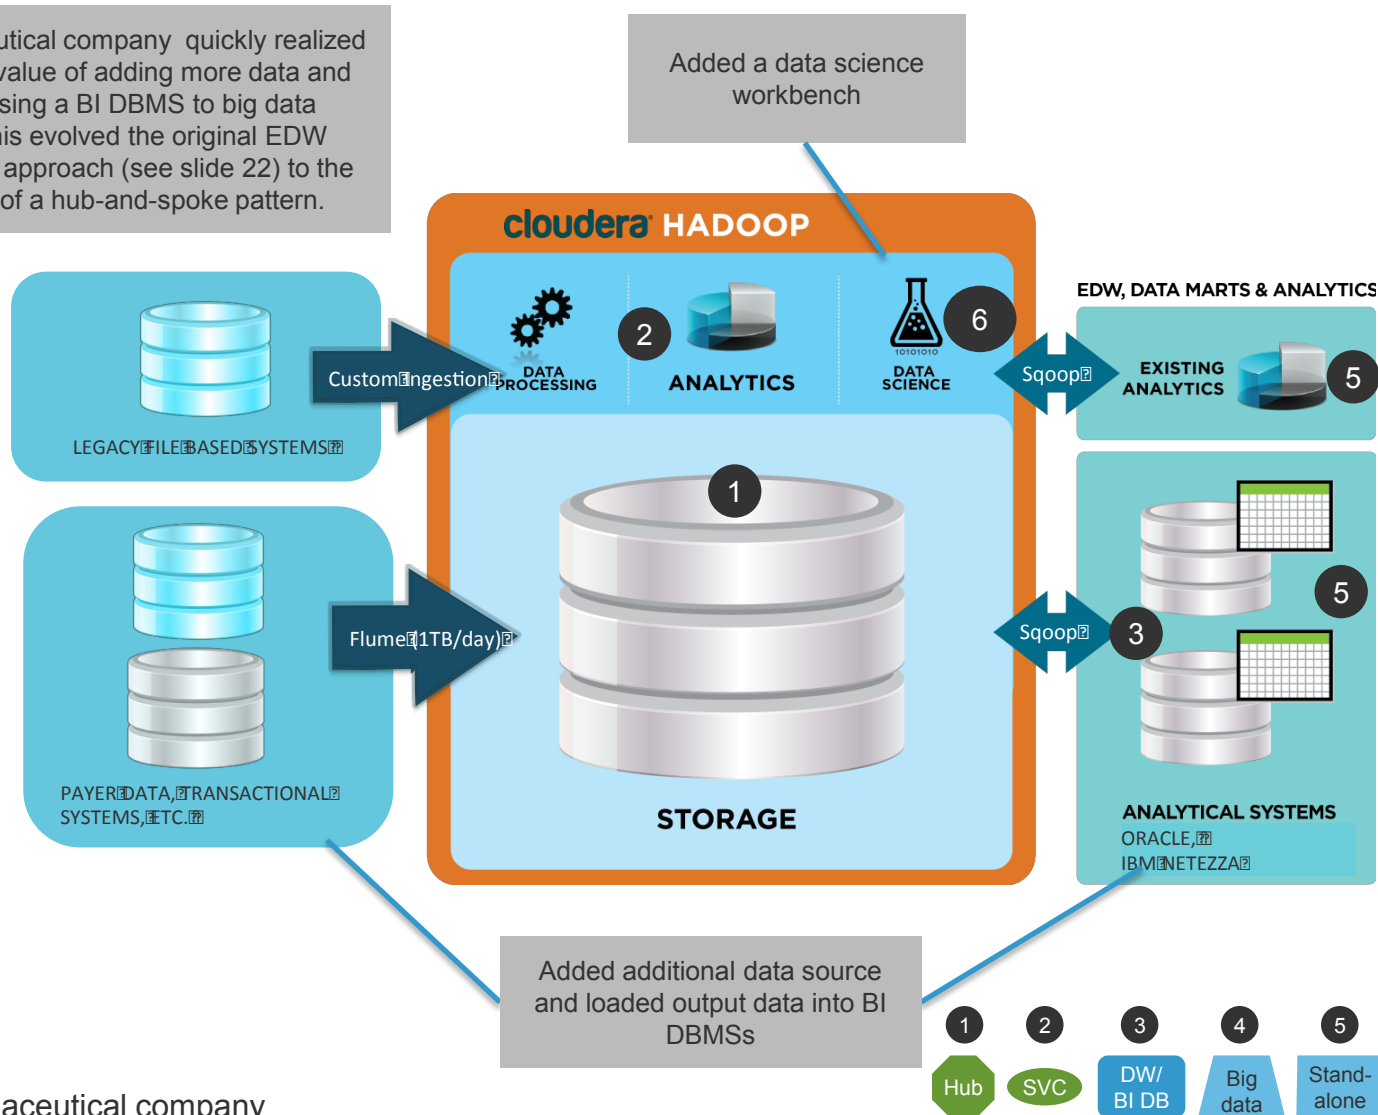 utical company quickly realized
value of adding more data and
sing a BI DBMS to big data
his evolved the original EDW
approach (see slide 22) to the
of a hub-and-spoke pattern.
Added a data science
workbench
cloudera HADOOP
DATA
PROCESSING
2
ANALYTICS
10101010
DATA
SCIENCE
6
Custom Ingestion
LEGACY FILE BASED SYSTEMS
Sqoop
EDW, DATA MARTS & ANALYTICS
EXISTING
ANALYTICS
5
1
STORAGE
Flume (1TB/day)
PAYER DATA, TRANSACTIONAL
SYSTEMS, ETC.
Sqoop
3
5
ANALYTICAL SYSTEMS
ORACLE,
IBM NETEZZA
Added additional data source
and loaded output data into BI
DBMSs
1 2 3 4 5
Hub
SVC
DW/
BI DB
Big
data
Stand-
alone
aceutical company